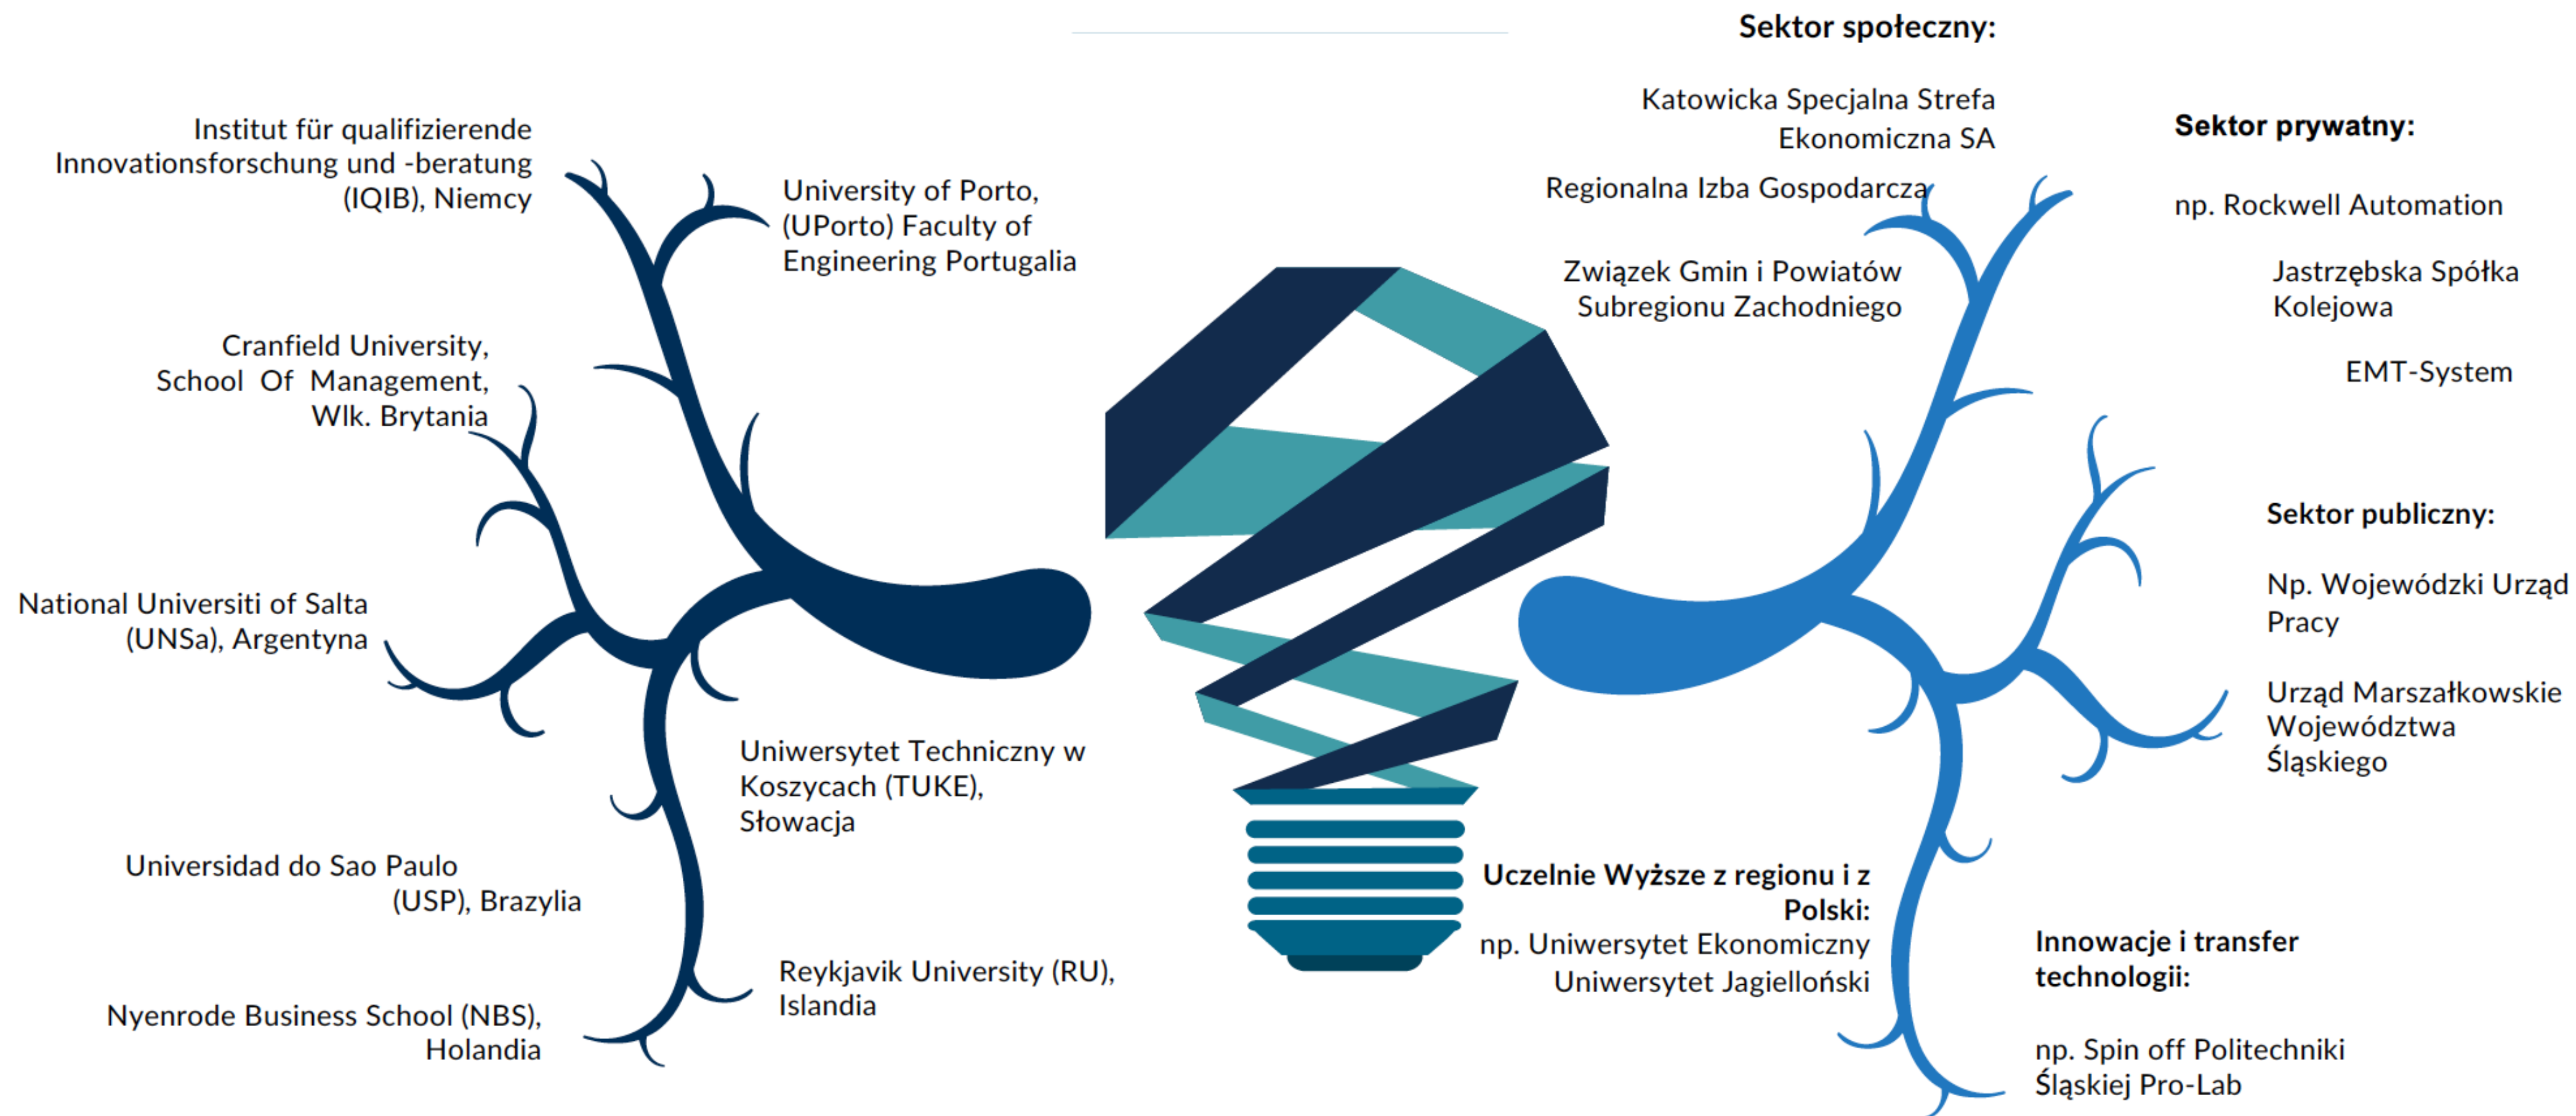 Institut für qualifizierende
Innovationsforschung und -beratung
(IQIB), Niemcy
University of Porto,
(UPorto) Faculty of
Engineering Portugalia
Cranfield University,
School Of Management,
Wlk. Brytania
National Universiti of Salta
(UNSa), Argentyna
Uniwersytet Techniczny w
Koszycach (TUKE),
Słowacja
Universidad do Sao Paulo
(USP), Brazylia
Reykjavik University (RU),
Islandia
Nyenrode Business School (NBS),
Holandia
Sektor społeczny:
Katowicka Specjalna Strefa
Ekonomiczna SA
Regionalna Izba Gospodarcza
Związek Gmin i Powiatów
Subregionu Zachodniego
Sektor prywatny:
np. Rockwell Automation
Jastrzębska Spółka
Kolejowa
EMT-System
Sektor publiczny:
Np. Wojewódzki Urząd
Pracy
Urząd Marszałkowskie
Województwa
Śląskiego
Uczelnie Wyższe z regionu i z
Polski:
np. Uniwersytet Ekonomiczny
Uniwersytet Jagielloński
Innowacje i transfer
technologii:
np. Spin off Politechniki
Śląskiej Pro-Lab